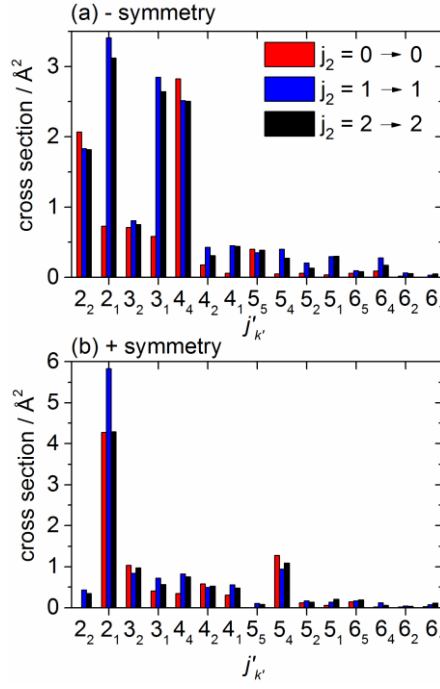 (a) - symmetry
j₂ = 0 → 0
j₂ = 1 → 1
j₂ = 2 → 2
cross section / Å²
3
2
1
0
2₂ 2₁ 3₂ 3₁ 4₄ 4₂ 4₁ 5₅ 5₄ 5₂ 5₁ 6₅ 6₄ 6₂
j'ₖ'
(b) + symmetry
cross section / Å²
6
5
4
3
2
1
0
2₂ 2₁ 3₂ 3₁ 4₄ 4₂ 4₁ 5₅ 5₄ 5₂ 5₁ 6₅ 6₄ 6₂
j'ₖ'